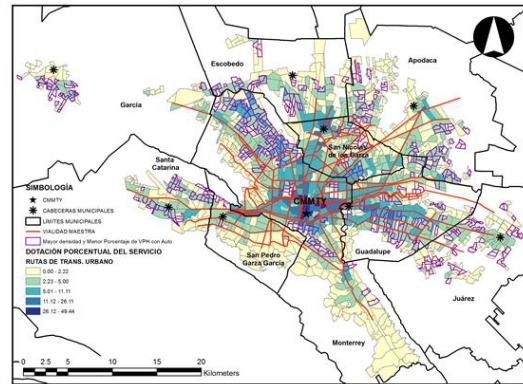 Escobedo
Apodaca
García
San Nicolás
de los Garza
Santa
Catarina
SIMBOLOGÍA
CMMTY
CABECERAS MUNICIPALES
LÍMITES MUNICIPALES
VIALIDAD MAESTRA
Mayor densidad y Menor Porcentaje de VPH con Auto
DOTACIÓN PORCENTUAL DEL SERVICIO
RUTAS DE TRANS. URBANO
0.00 - 2.22
2.23 - 5.00
5.01 - 11.11
11.12 - 26.11
26.12 - 49.44
CMMTY
San Pedro
Garza García
Guadalupe
Juárez
Monterrey
0 2.5 5 10 15 20
Kilometers